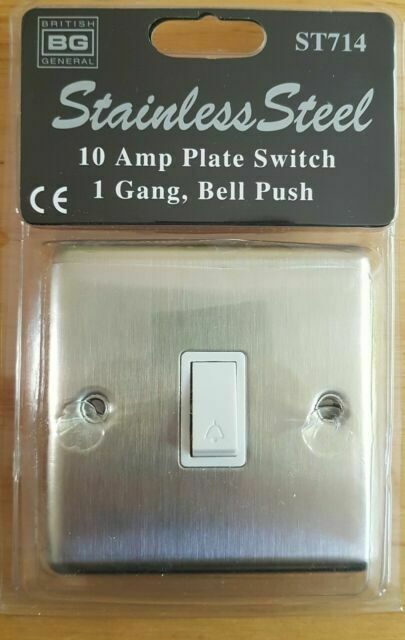 BRITISH
BG
GENERAL
ST714
Stainless Steel
10 Amp Plate Switch
1 Gang, Bell Push
CE